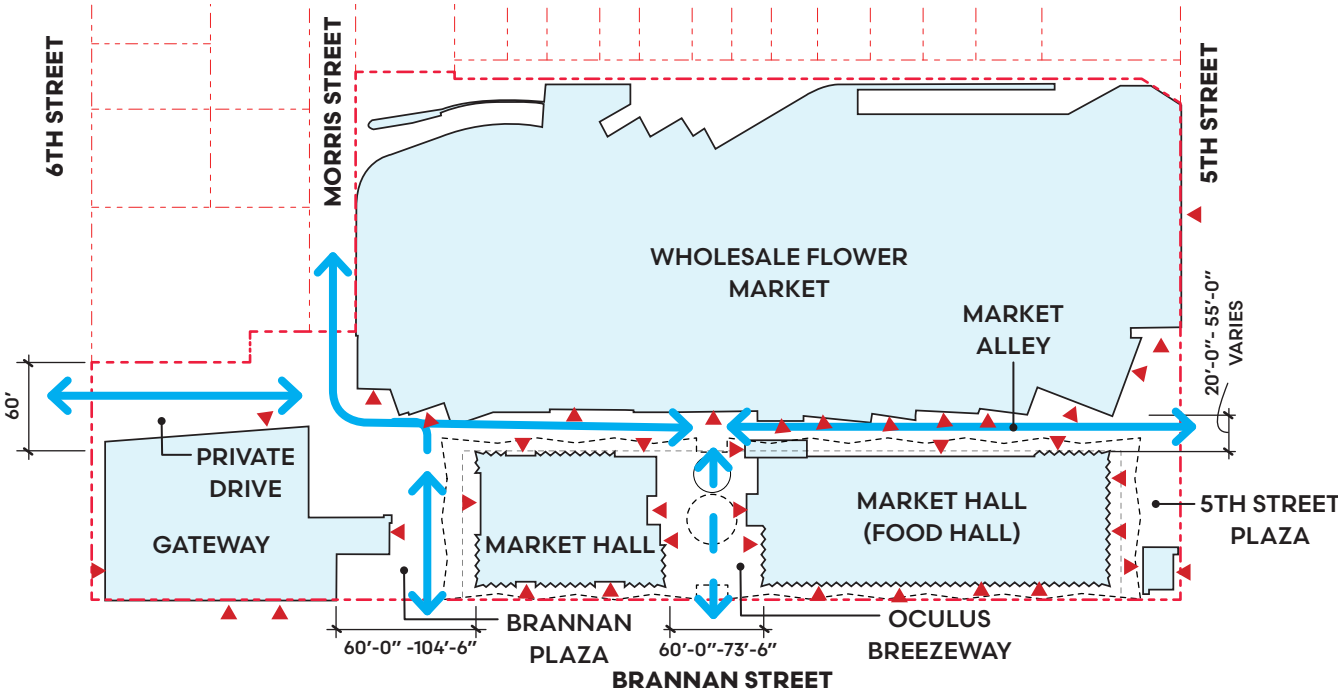 6TH STREET
MORRIS STREET
5TH STREET
WHOLESALE FLOWER
MARKET
MARKET
ALLEY
20'-0"- 55'-0"
VARIES
60'
PRIVATE
DRIVE
GATEWAY
MARKET HALL
MARKET HALL
(FOOD HALL)
5TH STREET
PLAZA
BRANNAN
PLAZA
OCULUS
BREEZEWAY
60'-0" -104'-6"
60'-0"-73'-6"
BRANNAN STREET